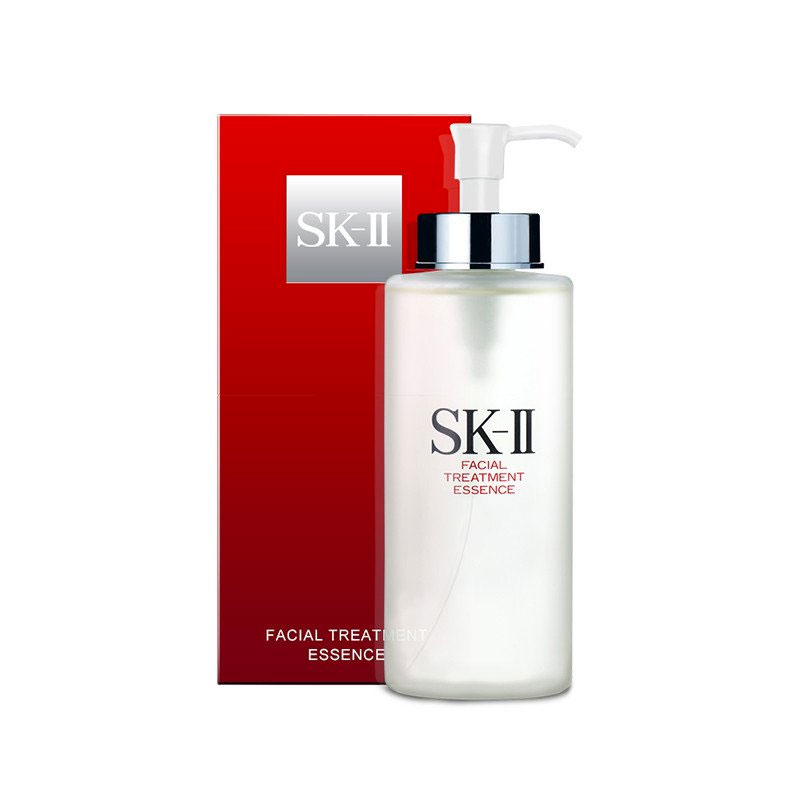 SK-II
FACIAL TREATMENT
ESSENCE
SK-II
FACIAL
TREATMENT
ESSENCE